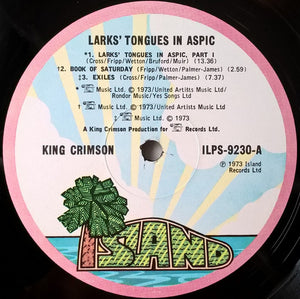 LARKS' TONGUES IN ASPIC
*1. LARKS' TONGUES IN ASPIC, PART I
(Cross/Fripp/Wetton/Bruford/Muir) (13.36)
†2. BOOK OF SATURDAY (Fripp/Wetton/Palmer-James) (2.59)
‡3. EXILES (Cross/Fripp/Palmer-James) (7.37)
* Music Ltd. ℗ 1973/United Artists Music Ltd/
Rondor Music/Yes Songs Ltd
† Music Ltd. ℗ 1973/United Artists Music Ltd
‡ Music Ltd. ℗ 1973
A King Crimson Production for Records Ltd.
KING CRIMSON
ILPS-9230-A
℗ 1973 Island
Records Ltd
ISLAND